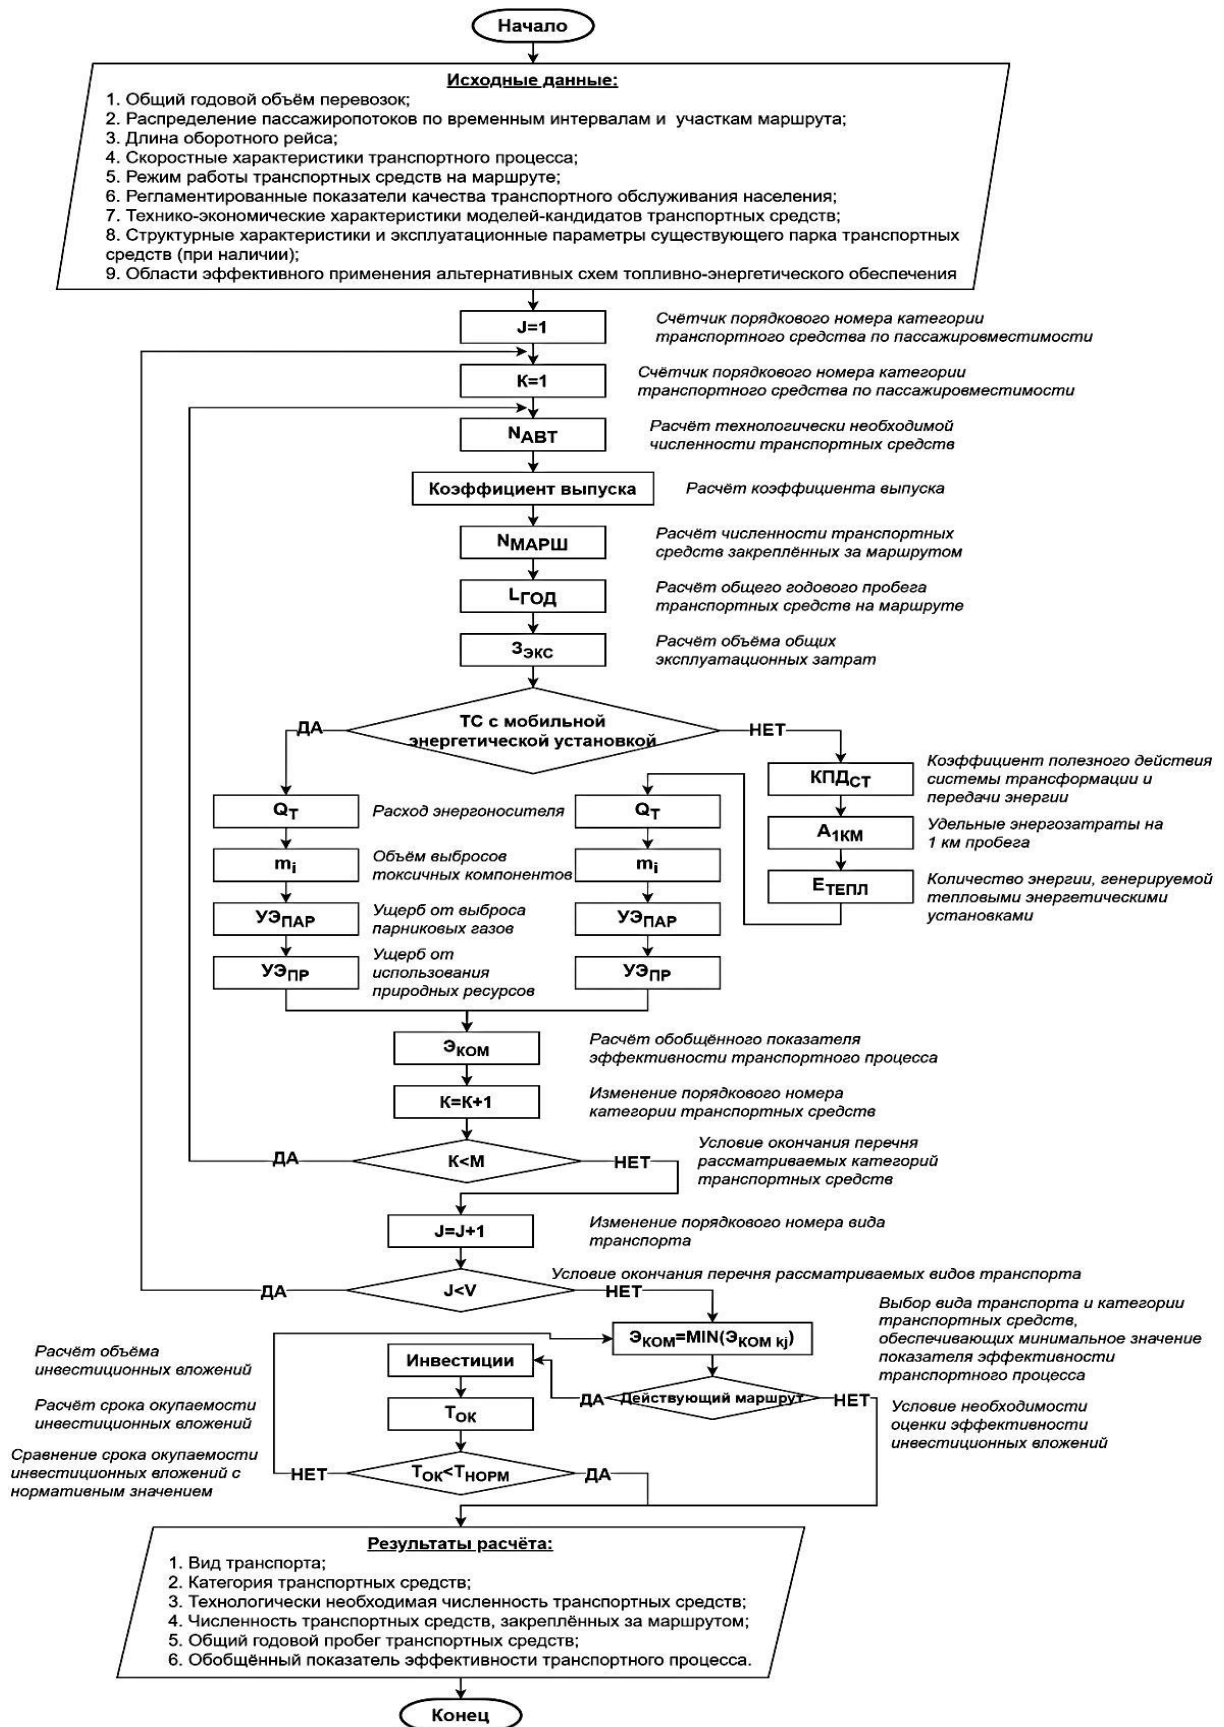 Начало
Исходные данные:
1. Общий годовой объём перевозок;
2. Распределение пассажиропотоков по временным интервалам и участкам маршрута;
3. Длина оборотного рейса;
4. Скоростные характеристики транспортного процесса;
5. Режим работы транспортных средств на маршруте;
6. Регламентированные показатели качества транспортного обслуживания населения;
7. Технико-экономические характеристики моделей-кандидатов транспортных средств;
8. Структурные характеристики и эксплуатационные параметры существующего парка транспортных
средств (при наличии);
9. Области эффективного применения альтернативных схем топливно-энергетического обеспечения
J=1
Счётчик порядкового номера категории
транспортного средства по пассажировместимости
K=1
Счётчик порядкового номера категории
транспортного средства по пассажировместимости
NАВТ
Расчёт технологически необходимой
численности транспортных средств
Коэффициент выпуска
Расчёт коэффициента выпуска
NМАРШ
Расчёт численности транспортных
средств закреплённых за маршрутом
LГОД
Расчёт общего годового пробега
транспортных средств на маршруте
ЗЭКС
Расчёт объёма общих
эксплуатационных затрат
ТС с мобильной
энергетической установкой
ДА
НЕТ
КПДСТ
Коэффициент полезного действия
системы трансформации и
передачи энергии
QТ
Расход энергоносителя
QТ
A1КМ
Удельные энергозатраты на
1 км пробега
mi
Объём выбросов
токсичных компонентов
mi
EТЕПЛ
Количество энергии, генерируемой
тепловыми энергетическими
установками
УЭПАР
Ущерб от выброса
парниковых газов
УЭПАР
УЭПР
Ущерб от
использования
природных ресурсов
УЭПР
ЭКОМ
Расчёт обобщённого показателя
эффективности транспортного процесса
K=K+1
Изменение порядкового номера
категории транспортных средств
K<M
ДА
НЕТ
Условие окончания перечня
рассматриваемых категорий
транспортных средств
J=J+1
Изменение порядкового номера вида
транспорта
J<V
ДА
НЕТ
Условие окончания перечня рассматриваемых видов транспорта
ЭКОМ=MIN(ЭКОМ kj)
Выбор вида транспорта и категории
транспортных средств,
обеспечивающих минимальное значение
показателя эффективности
транспортного процесса
Расчёт объёма
инвестиционных вложений
Инвестиции
Действующий маршрут
ДА
НЕТ
Условие необходимости
оценки эффективности
инвестиционных вложений
Расчёт срока окупаемости
инвестиционных вложений
TОК
Сравнение срока окупаемости
инвестиционных вложений с
нормативным значением
НЕТ
TОК<TНОРМ
ДА
Результаты расчёта:
1. Вид транспорта;
2. Категория транспортных средств;
3. Технологически необходимая численность транспортных средств;
4. Численность транспортных средств, закреплённых за маршрутом;
5. Общий годовой пробег транспортных средств;
6. Обобщённый показатель эффективности транспортного процесса.
Конец